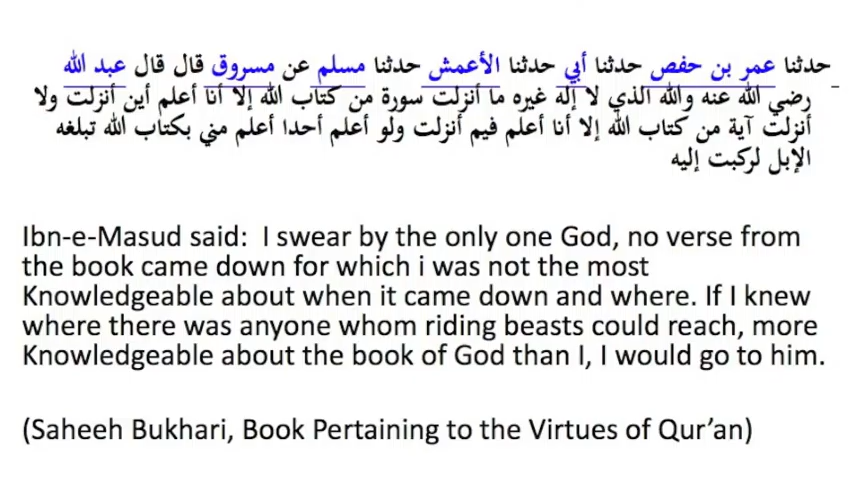 حدثنا عمر بن حفص حدثنا أبي حدثنا الأعمش حدثنا مسلم عن مسروق قال قال عبد الله
رضي الله عنه والله الذي لا إله غيره ما أنزلت سورة من كتاب الله إلا أنا أعلم أين أنزلت ولا
أنزلت آية من كتاب الله إلا أنا أعلم فيم أنزلت ولو أعلم أحدا أعلم مني بكتاب الله تبلغه
الإبل لركبت إليه
Ibn-e-Masud said:  I swear by the only one God, no verse from
the book came down for which i was not the most
Knowledgeable about when it came down and where. If I knew
where there was anyone whom riding beasts could reach, more
Knowledgeable about the book of God than I, I would go to him.
(Saheeh Bukhari, Book Pertaining to the Virtues of Qur’an)